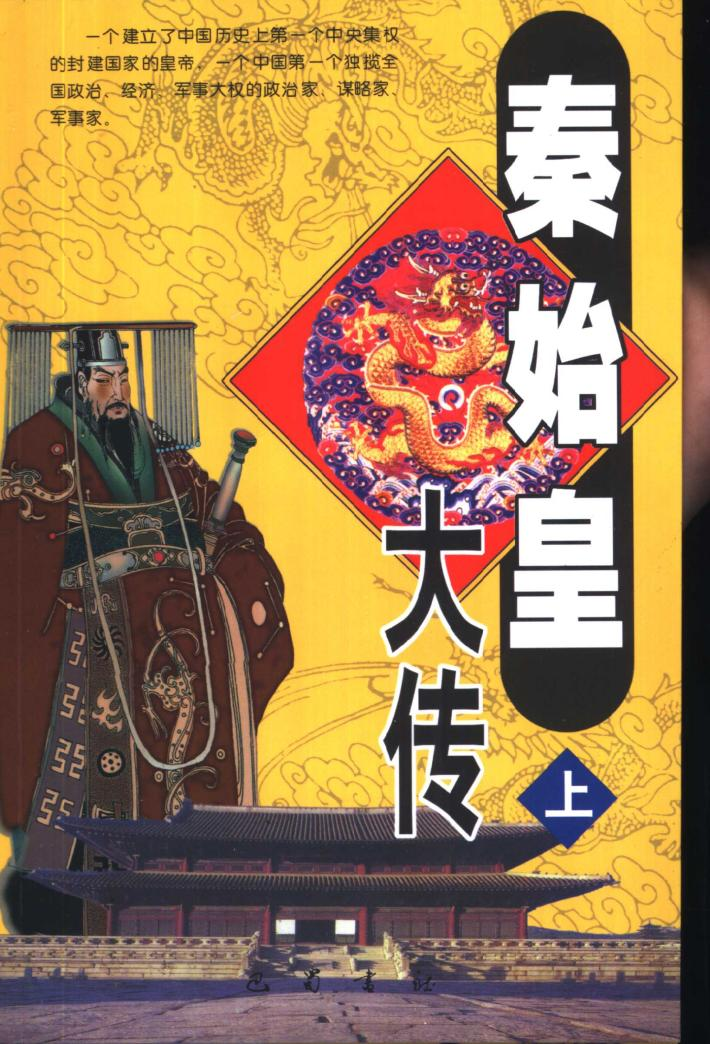 一个建立了中国历史上第一个中央集权
的封建国家的皇帝，一个中国第一个独揽全
国政治、经济、军事大权的政治家、谋略家、
军事家。
秦始皇
大传
上
巴蜀书社